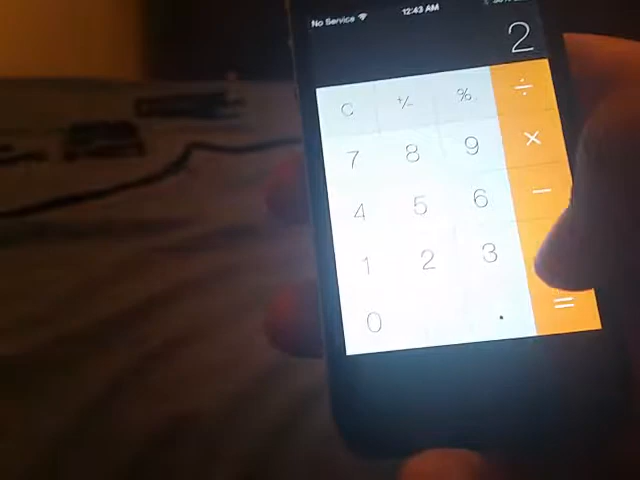 No Service 12:43 AM
2
C +/- % ÷
7 8 9 ×
4 5 6 −
1 2 3
0 . =